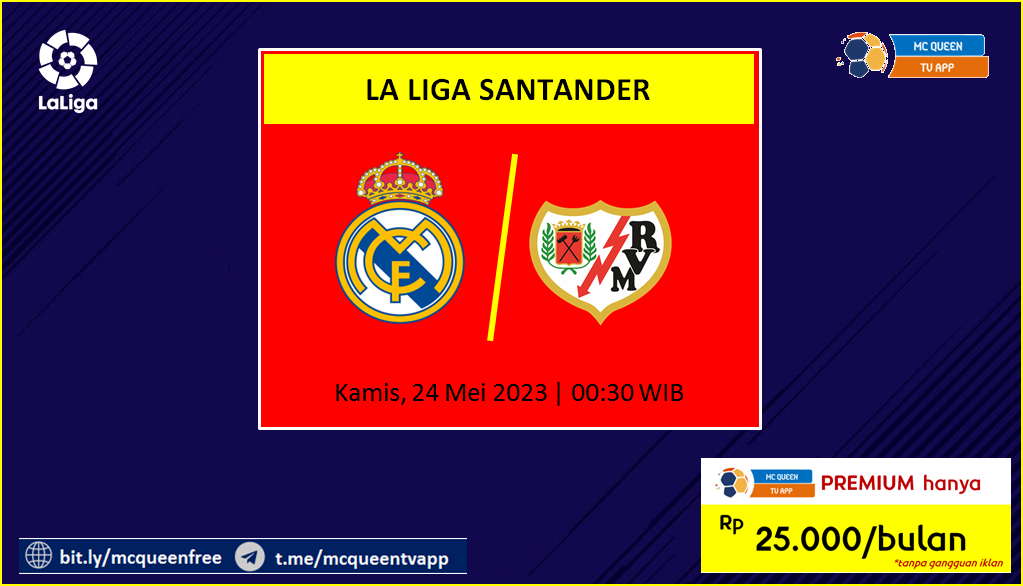 LaLiga
MC QUEEN
TV APP
LA LIGA SANTANDER
RVM
Kamis, 24 Mei 2023 | 00:30 WIB
MC QUEEN
TV APP
PREMIUM hanya
Rp 25.000/bulan
*tanpa gangguan iklan
bit.ly/mcqueenfree
t.me/mcqueentvapp